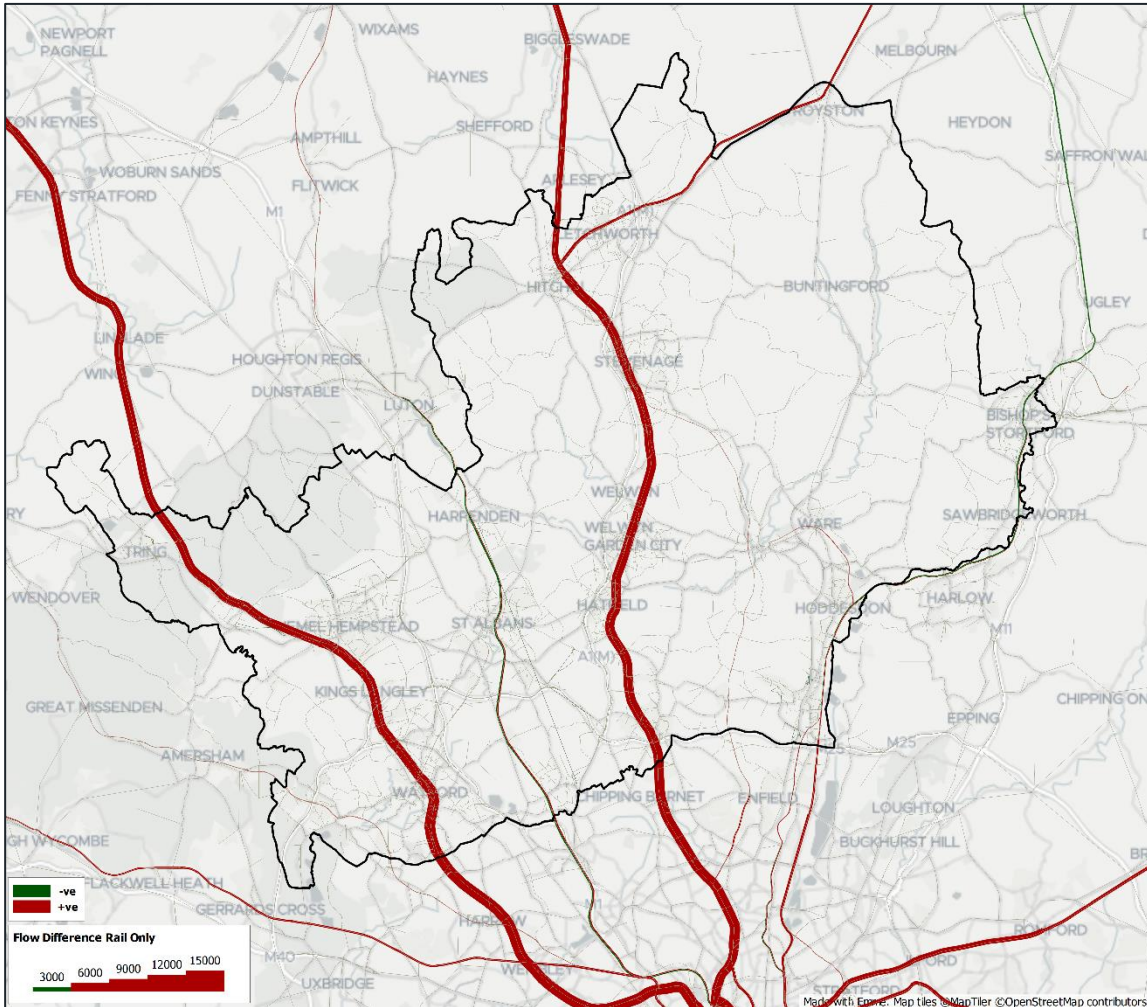 NEWPORT
PAGNELL
WIXAMS
BIGGLESWADE
MELBOURN
HAYNES
TON KEYNES
AMPTHILL
SHEFFORD
ROYSTON
HEYDON
WOBURN SANDS
FLITWICK
SAFFRON WAL
FENNY STRATFORD
M1
ARLESEY
LETCHWORTH
HITCHIN
BUNTINGFORD
UGLEY
LINSLADE
WING
HOUGHTON REGIS
STEVENAGE
DUNSTABLE
LUTON
BISHOP'S
STORTFORD
WELWYN
HARPENDEN
WELWYN
GARDEN CITY
WARE
SAWBRIDGEWORTH
TRING
WENDOVER
HEMEL HEMPSTEAD
ST ALBANS
HATFIELD
HODDESDON
HARLOW
M11
A1(M)
KINGS LANGLEY
GREAT MISSENDEN
CHIPPING ON
EPPING
AMERSHAM
M25
WATFORD
CHIPPING BARNET
ENFIELD
LOUGHTON
GH WYCOMBE
BUCKHURST HILL
FLACKWELL HEATH
GERRARDS CROSS
HARROW
M1
ROMFORD
M40
WEMBLEY
UXBRIDGE
STRATFORD
-ve
+ve
Flow Difference Rail Only
3000 6000 9000 12000 15000
Made with Emme. Map tiles ©MapTiler ©OpenStreetMap contributors